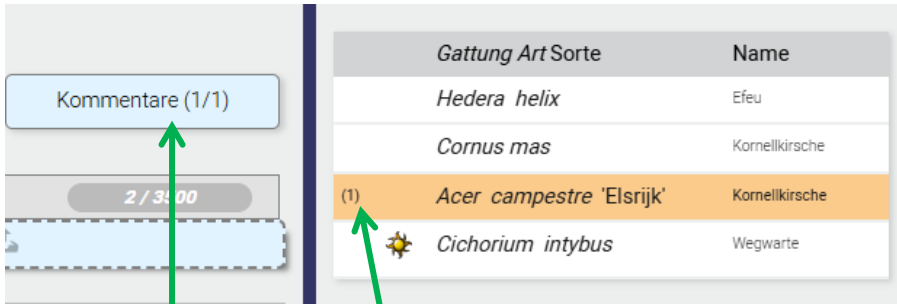 Kommentare (1/1)
2 / 3500
Gattung Art Sorte Name
Hedera helix Efeu
Cornus mas Kornellkirsche
(1) Acer campestre 'Elsrijk' Kornellkirsche
Cichorium intybus Wegwarte